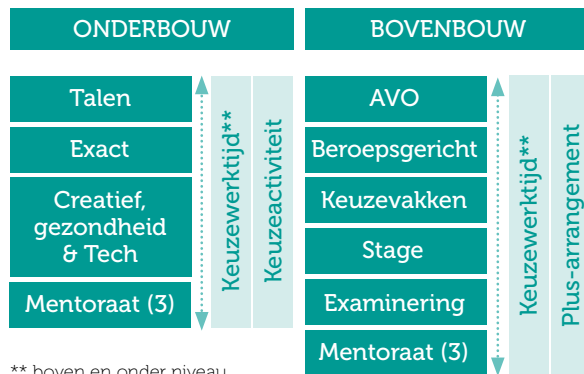 ONDERBOUW
Talen
Exact
Creatief,
gezondheid
& Tech
Mentoraat (3)
Keuzewerktijd**
Keuzeactiviteit
** boven en onder niveau
BOVENBOUW
AVO
Beroepsgericht
Keuzevakken
Stage
Examinering
Mentoraat (3)
Keuzewerktijd**
Plus-arrangement